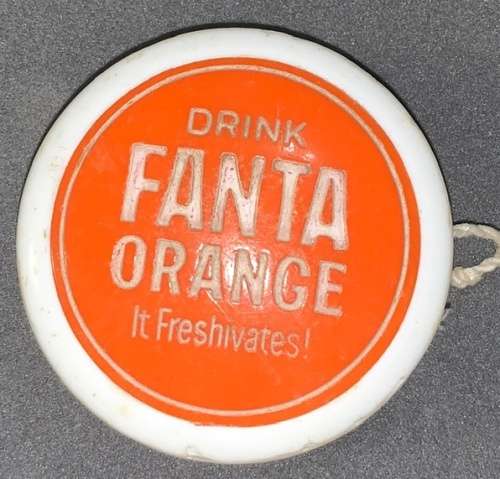 DRINK
FANTA
ORANGE
It Freshivates!